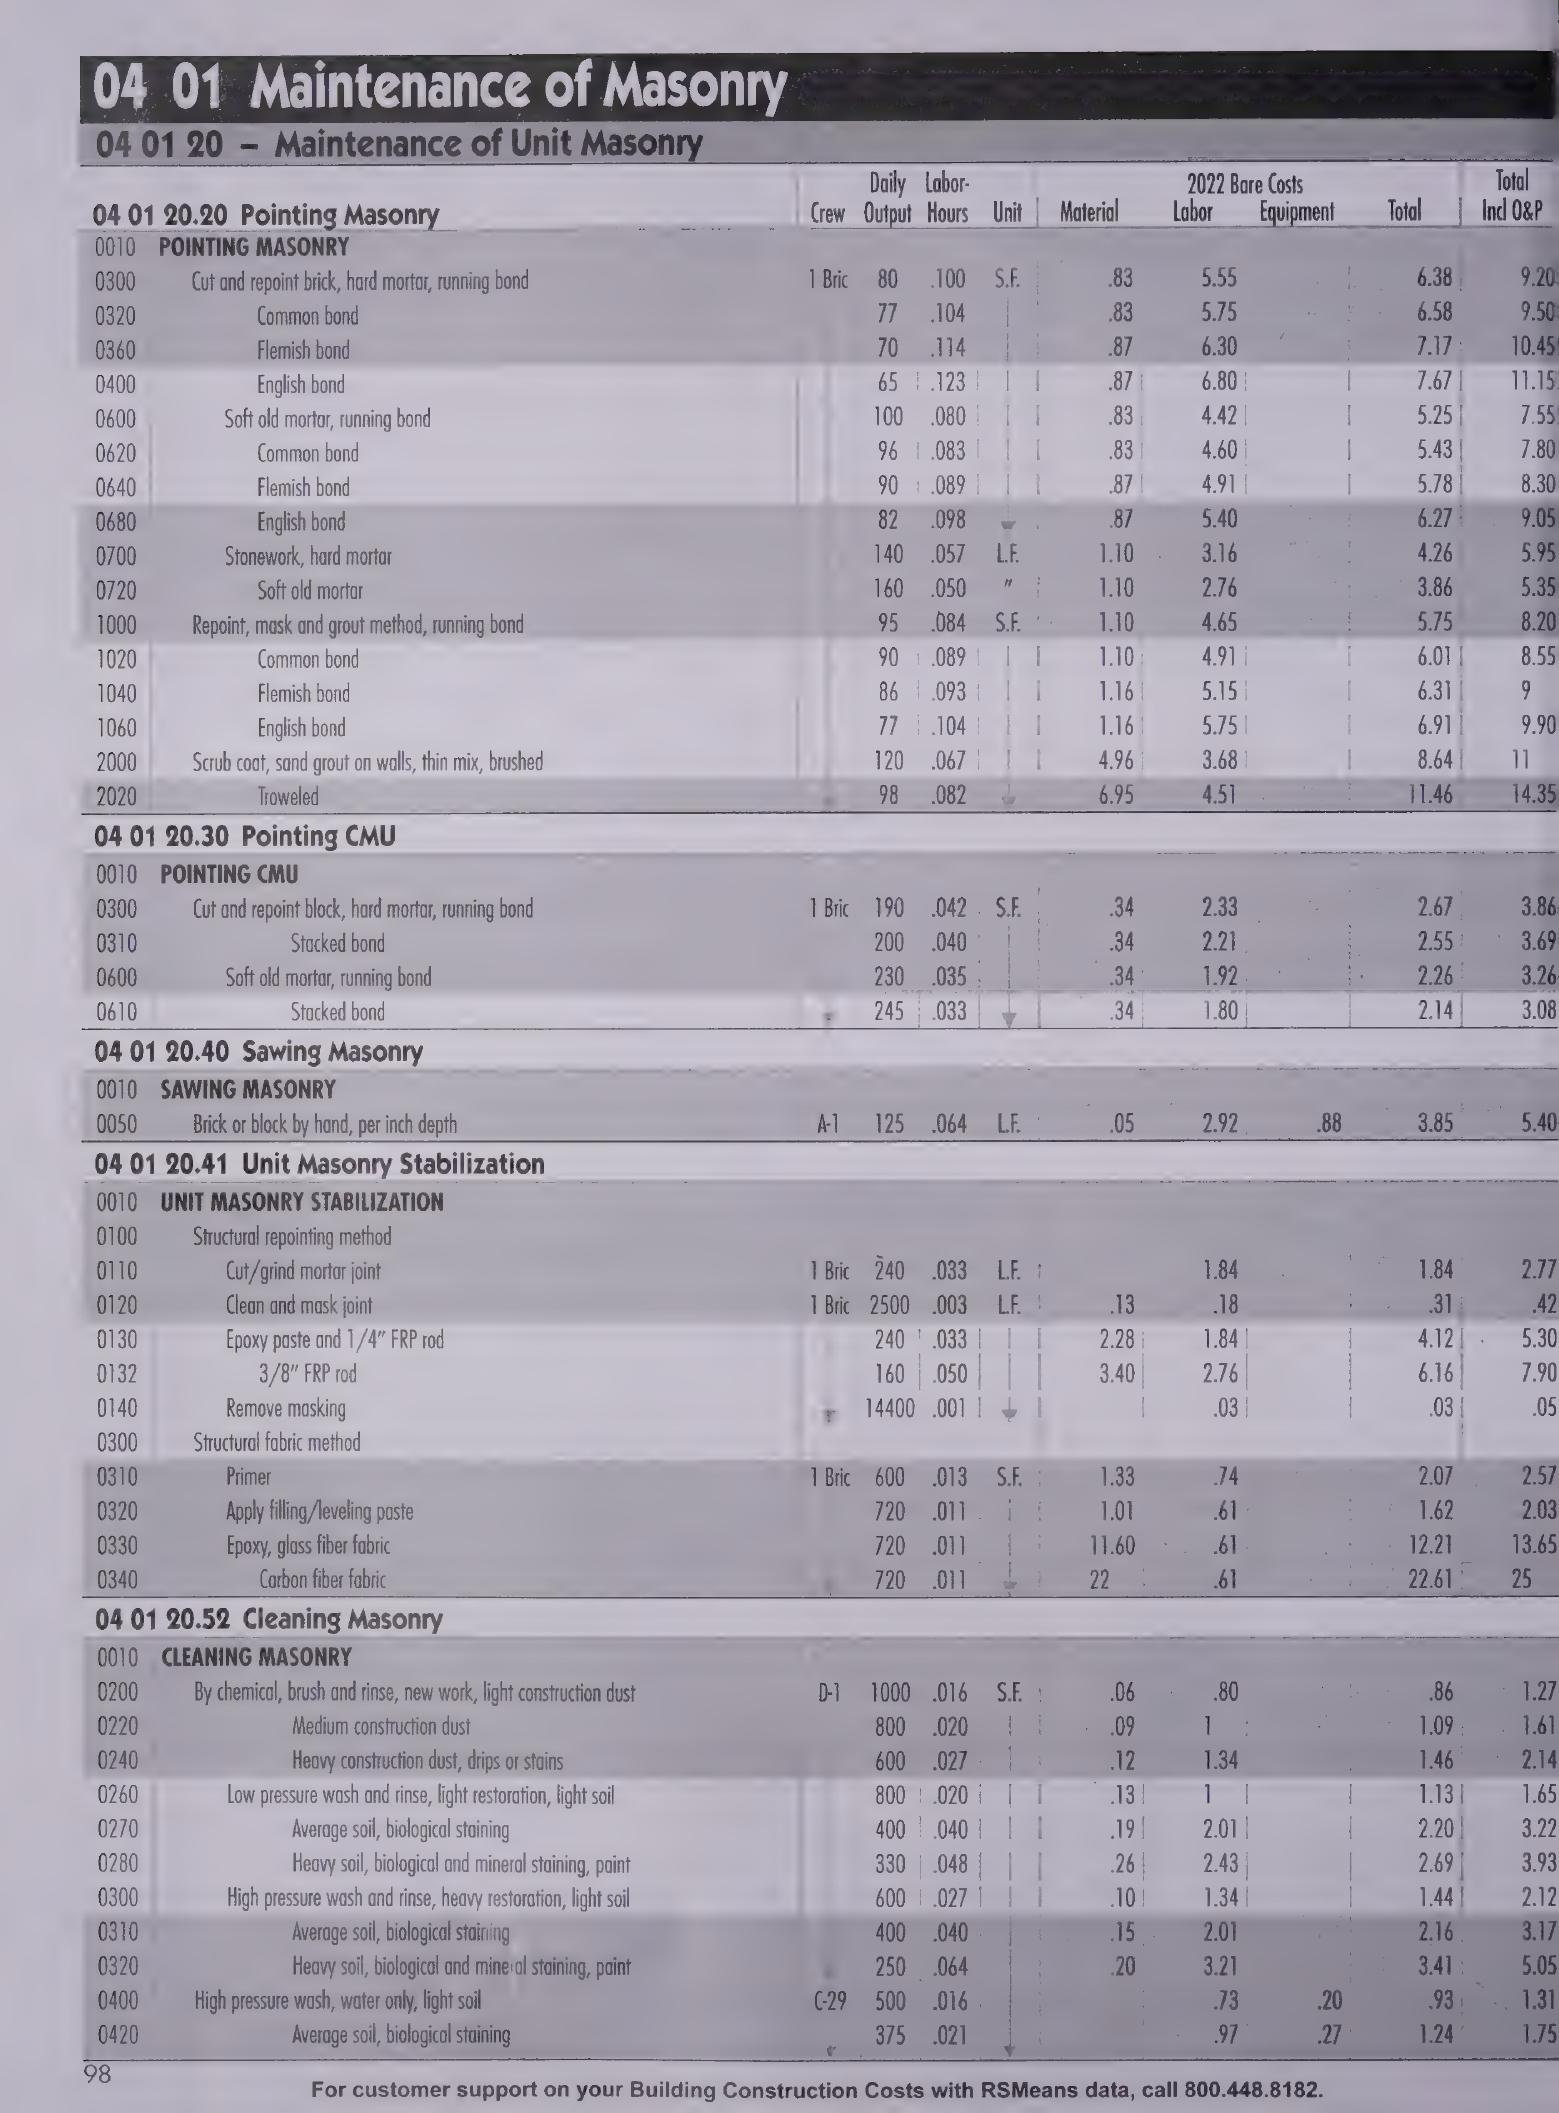 04 01 Maintenance of Masonry
04 01 20 – Maintenance of Unit Masonry
04 01 20.20 Pointing Masonry Crew Daily Output Labor-Hours Unit Material 2022 Bare Costs Labor Equipment Total Total Incl O&P
0010 POINTING MASONRY
0300 Cut and repoint brick, hard mortar, running bond 1 Bric 80 .100 S.F. .83 5.55 6.38 9.20
0320 Common bond 77 .104 .83 5.75 6.58 9.50
0360 Flemish bond 70 .114 .87 6.30 7.17 10.45
0400 English bond 65 .123 .87 6.80 7.67 11.15
0600 Soft old mortar, running bond 100 .080 .83 4.42 5.25 7.55
0620 Common bond 96 .083 .83 4.60 5.43 7.80
0640 Flemish bond 90 .089 .87 4.91 5.78 8.30
0680 English bond 82 .098 .87 5.40 6.27 9.05
0700 Stonework, hard mortar 140 .057 L.F. 1.10 3.16 4.26 5.95
0720 Soft old mortar 160 .050 " 1.10 2.76 3.86 5.35
1000 Repoint, mask and grout method, running bond 95 .084 S.F. 1.10 4.65 5.75 8.20
1020 Common bond 90 .089 1.10 4.91 6.01 8.55
1040 Flemish bond 86 .093 1.16 5.15 6.31 9
1060 English bond 77 .104 1.16 5.75 6.91 9.90
2000 Scrub coat, sand grout on walls, thin mix, brushed 120 .067 4.96 3.68 8.64 11
2020 Troweled 98 .082 6.95 4.51 11.46 14.35
04 01 20.30 Pointing CMU
0010 POINTING CMU
0300 Cut and repoint block, hard mortar, running bond 1 Bric 190 .042 S.F. .34 2.33 2.67 3.86
0310 Stacked bond 200 .040 .34 2.21 2.55 3.69
0600 Soft old mortar, running bond 230 .035 .34 1.92 2.26 3.26
0610 Stacked bond 245 .033 .34 1.80 2.14 3.08
04 01 20.40 Sawing Masonry
0010 SAWING MASONRY
0050 Brick or block by hand, per inch depth A-1 125 .064 L.F. .05 2.92 .88 3.85 5.40
04 01 20.41 Unit Masonry Stabilization
0010 UNIT MASONRY STABILIZATION
0100 Structural repointing method
0110 Cut/grind mortar joint 1 Bric 240 .033 L.F. 1.84 1.84 2.77
0120 Clean and mask joint 1 Bric 2500 .003 L.F. .13 .18 .31 .42
0130 Epoxy paste and 1/4" FRP rod 240 .033 2.28 1.84 4.12 5.30
0132 3/8" FRP rod 160 .050 3.40 2.76 6.16 7.90
0140 Remove masking 14400 .001 .03 .03 .05
0300 Structural fabric method
0310 Primer 1 Bric 600 .013 S.F. 1.33 .74 2.07 2.57
0320 Apply filling/leveling paste 720 .011 1.01 .61 1.62 2.03
0330 Epoxy, glass fiber fabric 720 .011 11.60 .61 12.21 13.65
0340 Carbon fiber fabric 720 .011 22 .61 22.61 25
04 01 20.52 Cleaning Masonry
0010 CLEANING MASONRY
0200 By chemical, brush and rinse, new work, light construction dust D-1 1000 .016 S.F. .06 .80 .86 1.27
0220 Medium construction dust 800 .020 .09 1 1.09 1.61
0240 Heavy construction dust, drips or stains 600 .027 .12 1.34 1.46 2.14
0260 Low pressure wash and rinse, light restoration, light soil 800 .020 .13 1 1.13 1.65
0270 Average soil, biological staining 400 .040 .19 2.01 2.20 3.22
0280 Heavy soil, biological and mineral staining, paint 330 .048 .26 2.43 2.69 3.93
0300 High pressure wash and rinse, heavy restoration, light soil 600 .027 .10 1.34 1.44 2.12
0310 Average soil, biological staining 400 .040 .15 2.01 2.16 3.17
0320 Heavy soil, biological and mineral staining, paint 250 .064 .20 3.21 3.41 5.05
0400 High pressure wash, water only, light soil C-29 500 .016 .73 .20 .93 1.31
0420 Average soil, biological staining 375 .021 .97 .27 1.24 1.75
98
For customer support on your Building Construction Costs with RSMeans data, call 800.448.8182.